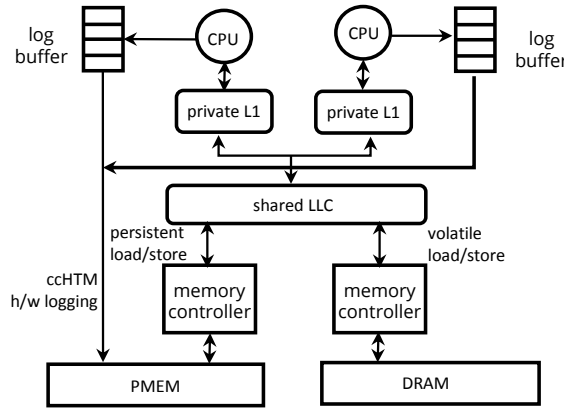 log
buffer
CPU
CPU
log
buffer
private L1
private L1
shared LLC
persistent
load/store
volatile
load/store
ccHTM
h/w logging
memory
controller
memory
controller
PMEM
DRAM